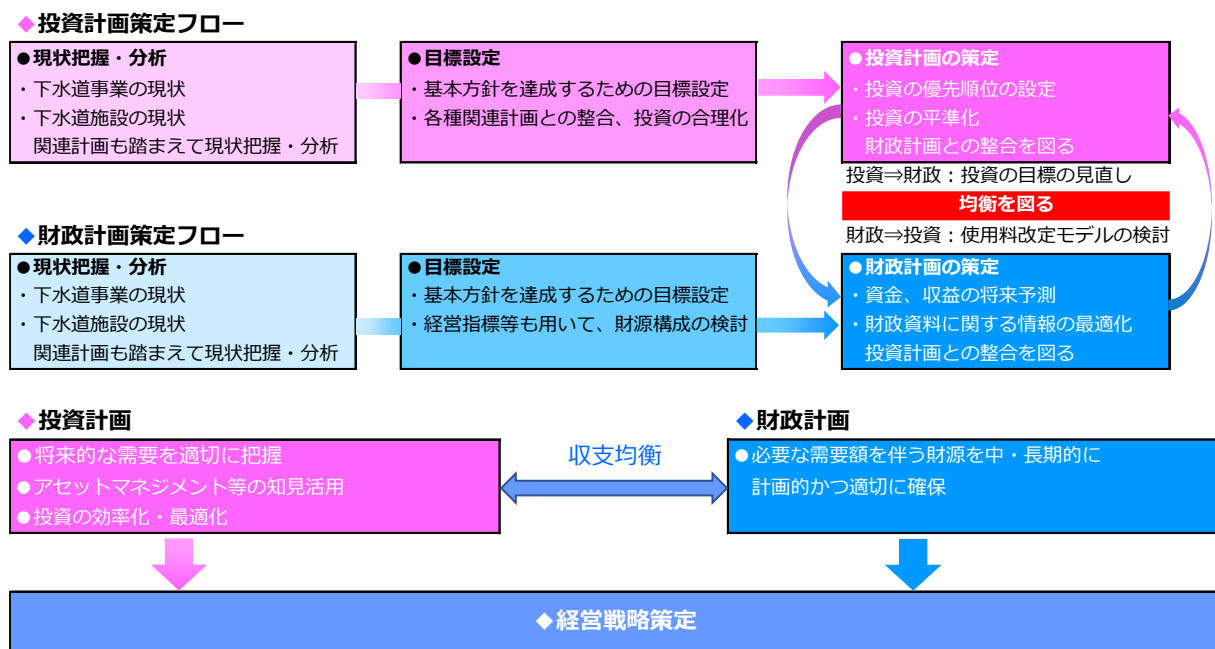 ◆投資計画策定フロー
●現状把握・分析
・下水道事業の現状
・下水道施設の現状
関連計画も踏まえて現状把握・分析
●目標設定
・基本方針を達成するための目標設定
・各種関連計画との整合、投資の合理化
●投資計画の策定
・投資の優先順位の設定
・投資の平準化
財政計画との整合を図る
投資⇒財政：投資の目標の見直し
均衡を図る
財政⇒投資：使用料改定モデルの検討
◆財政計画策定フロー
●現状把握・分析
・下水道事業の現状
・下水道施設の現状
関連計画も踏まえて現状把握・分析
●目標設定
・基本方針を達成するための目標設定
・経営指標等も用いて、財源構成の検討
●財政計画の策定
・資金、収益の将来予測
・財政資料に関する情報の最適化
投資計画との整合を図る
◆投資計画
●将来的な需要を適切に把握
●アセットマネジメント等の知見活用
●投資の効率化・最適化
収支均衡
◆財政計画
●必要な需要額を伴う財源を中・長期的に
計画的かつ適切に確保
◆経営戦略策定